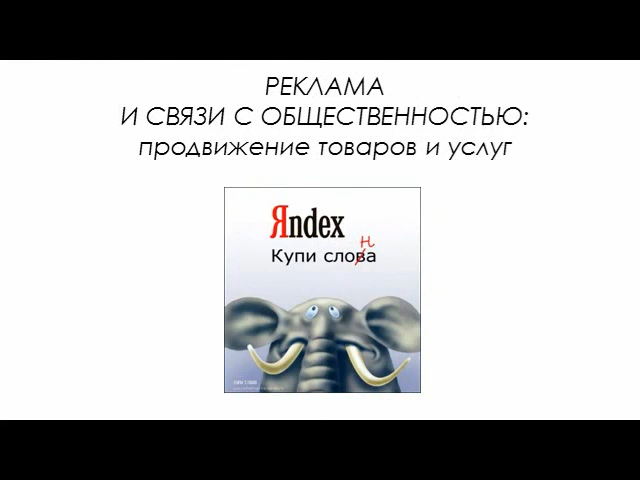 РЕКЛАМА
И СВЯЗИ С ОБЩЕСТВЕННОСТЬЮ:
продвижение товаров и услуг
Яndex
н
Купи слова